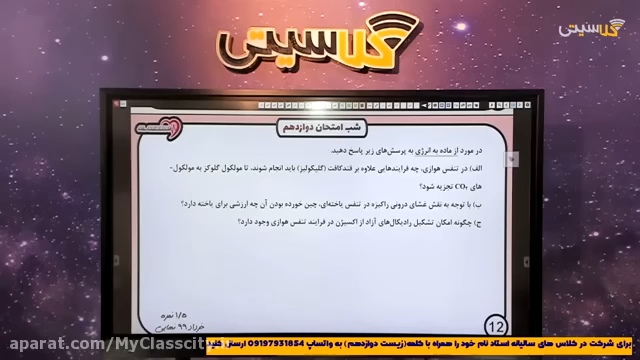 کلاسیتی
کلاسیتی
شب امتحان دوازدهم
در مورد از ماده به انرژی به پرسش‌های زیر پاسخ دهید.
الف) در تنفس هوازی، چه فرایندهایی علاوه بر قندکافت (گلیکولیز) باید انجام شوند، تا مولکول گلوکز به مولکول-
های CO₂ تجزیه شود؟
ب) با توجه به نقش غشای درونی راکیزه در تنفس یاخته‌ای، چین خورده بودن آن چه ارزشی برای یاخته دارد؟
ج) چگونه امکان تشکیل رادیکال‌های آزاد از اکسیژن در فرایند تنفس هوازی وجود دارد؟
۱/۵ نمره
خرداد ۹۹ نهایی
12
aparat.com/MyClasscity
برای شرکت در کلاس های سالیانه استاد نام خود را همراه با کلمه(زیست دوازدهم) به واتساپ 09197931854 ارسال کنید